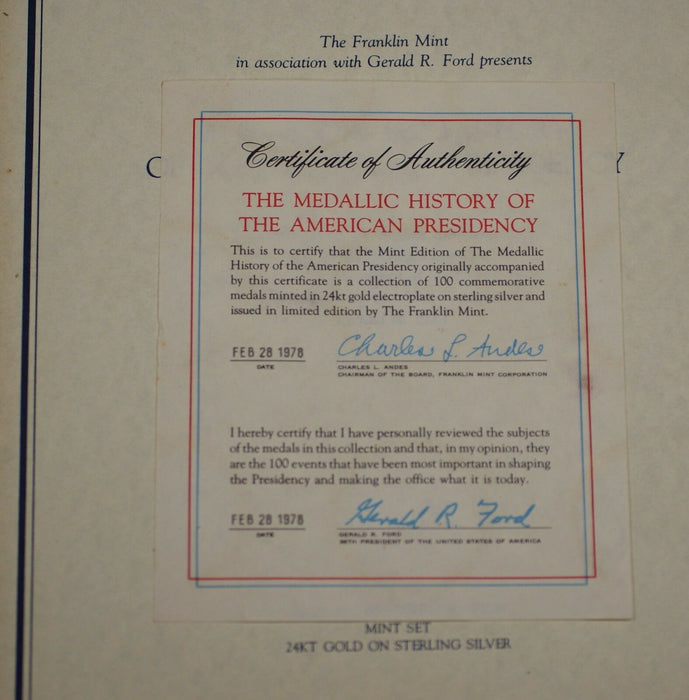 The Franklin Mint
in association with Gerald R. Ford presents
C Y
Certificate of Authenticity
THE MEDALLIC HISTORY OF
THE AMERICAN PRESIDENCY
This is to certify that the Mint Edition of The Medallic
History of the American Presidency originally accompanied
by this certificate is a collection of 100 commemorative
medals minted in 24kt gold electroplate on sterling silver and
issued in limited edition by The Franklin Mint.
FEB 28 1978 Charles L. Andes
DATE CHARLES L. ANDES
CHAIRMAN OF THE BOARD, FRANKLIN MINT CORPORATION
I hereby certify that I have personally reviewed the subjects
of the medals in this collection and that, in my opinion, they
are the 100 events that have been most important in shaping
the Presidency and making the office what it is today.
FEB 28 1978 Gerald R. Ford
DATE GERALD R. FORD
38TH PRESIDENT OF THE UNITED STATES OF AMERICA
MINT SET
24KT GOLD ON STERLING SILVER